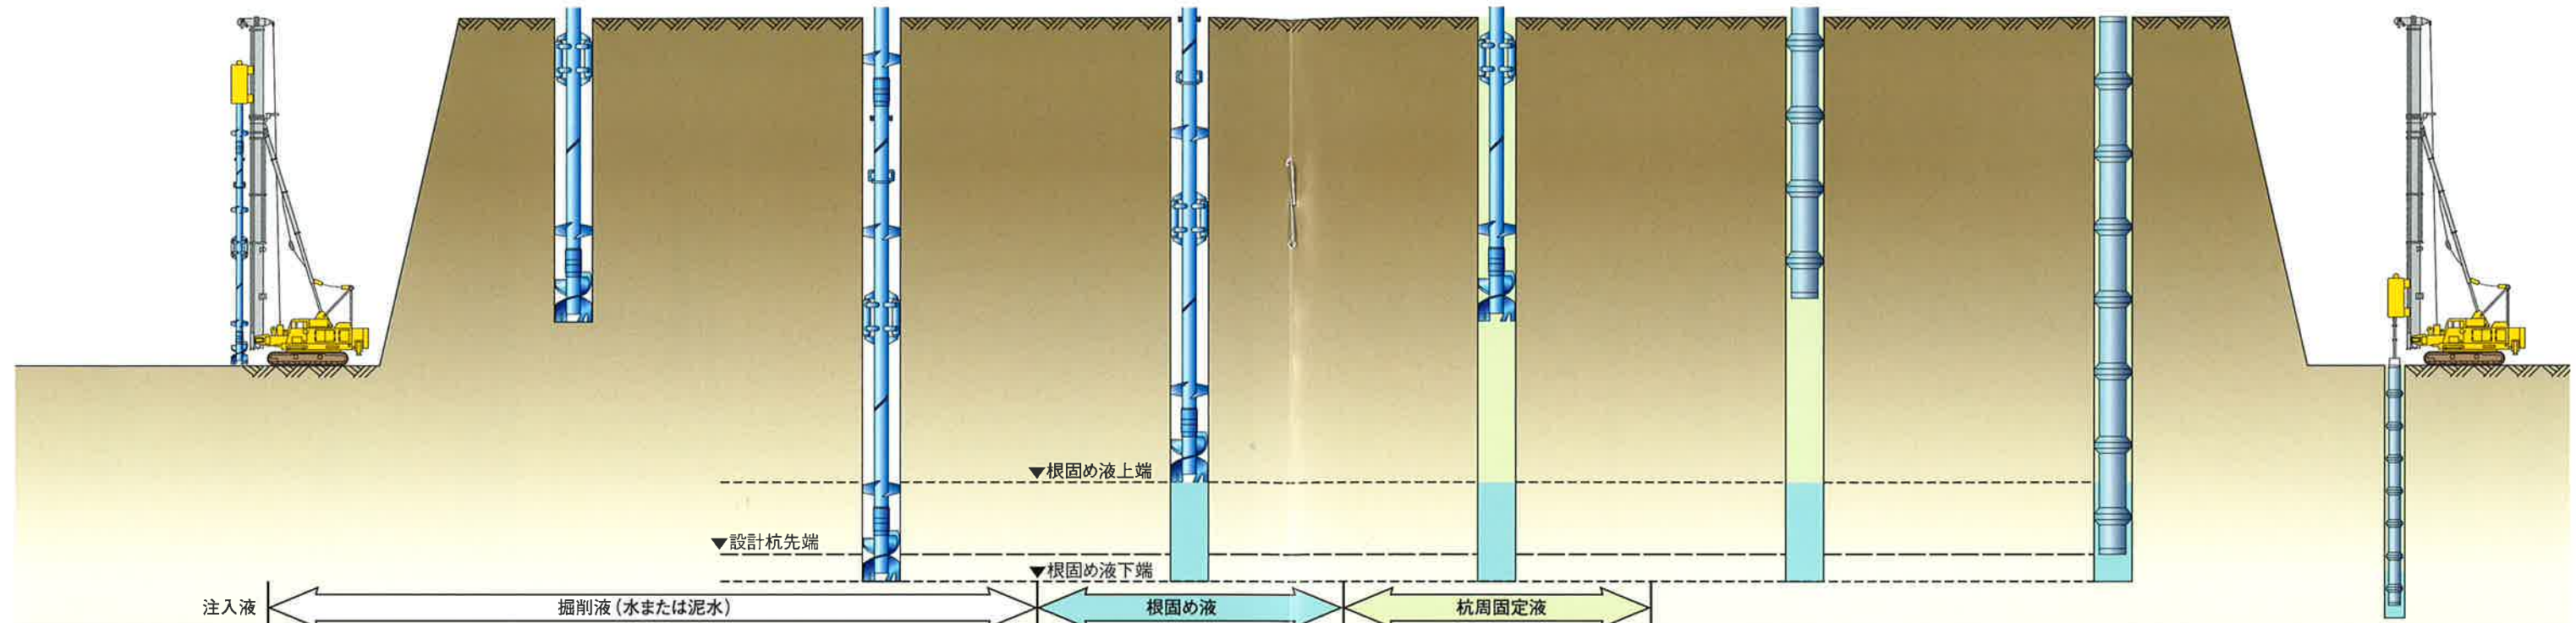 ▼根固め液上端
▼設計杭先端
▼根固め液下端
注入液
掘削液（水または泥水）
根固め液
杭周固定液